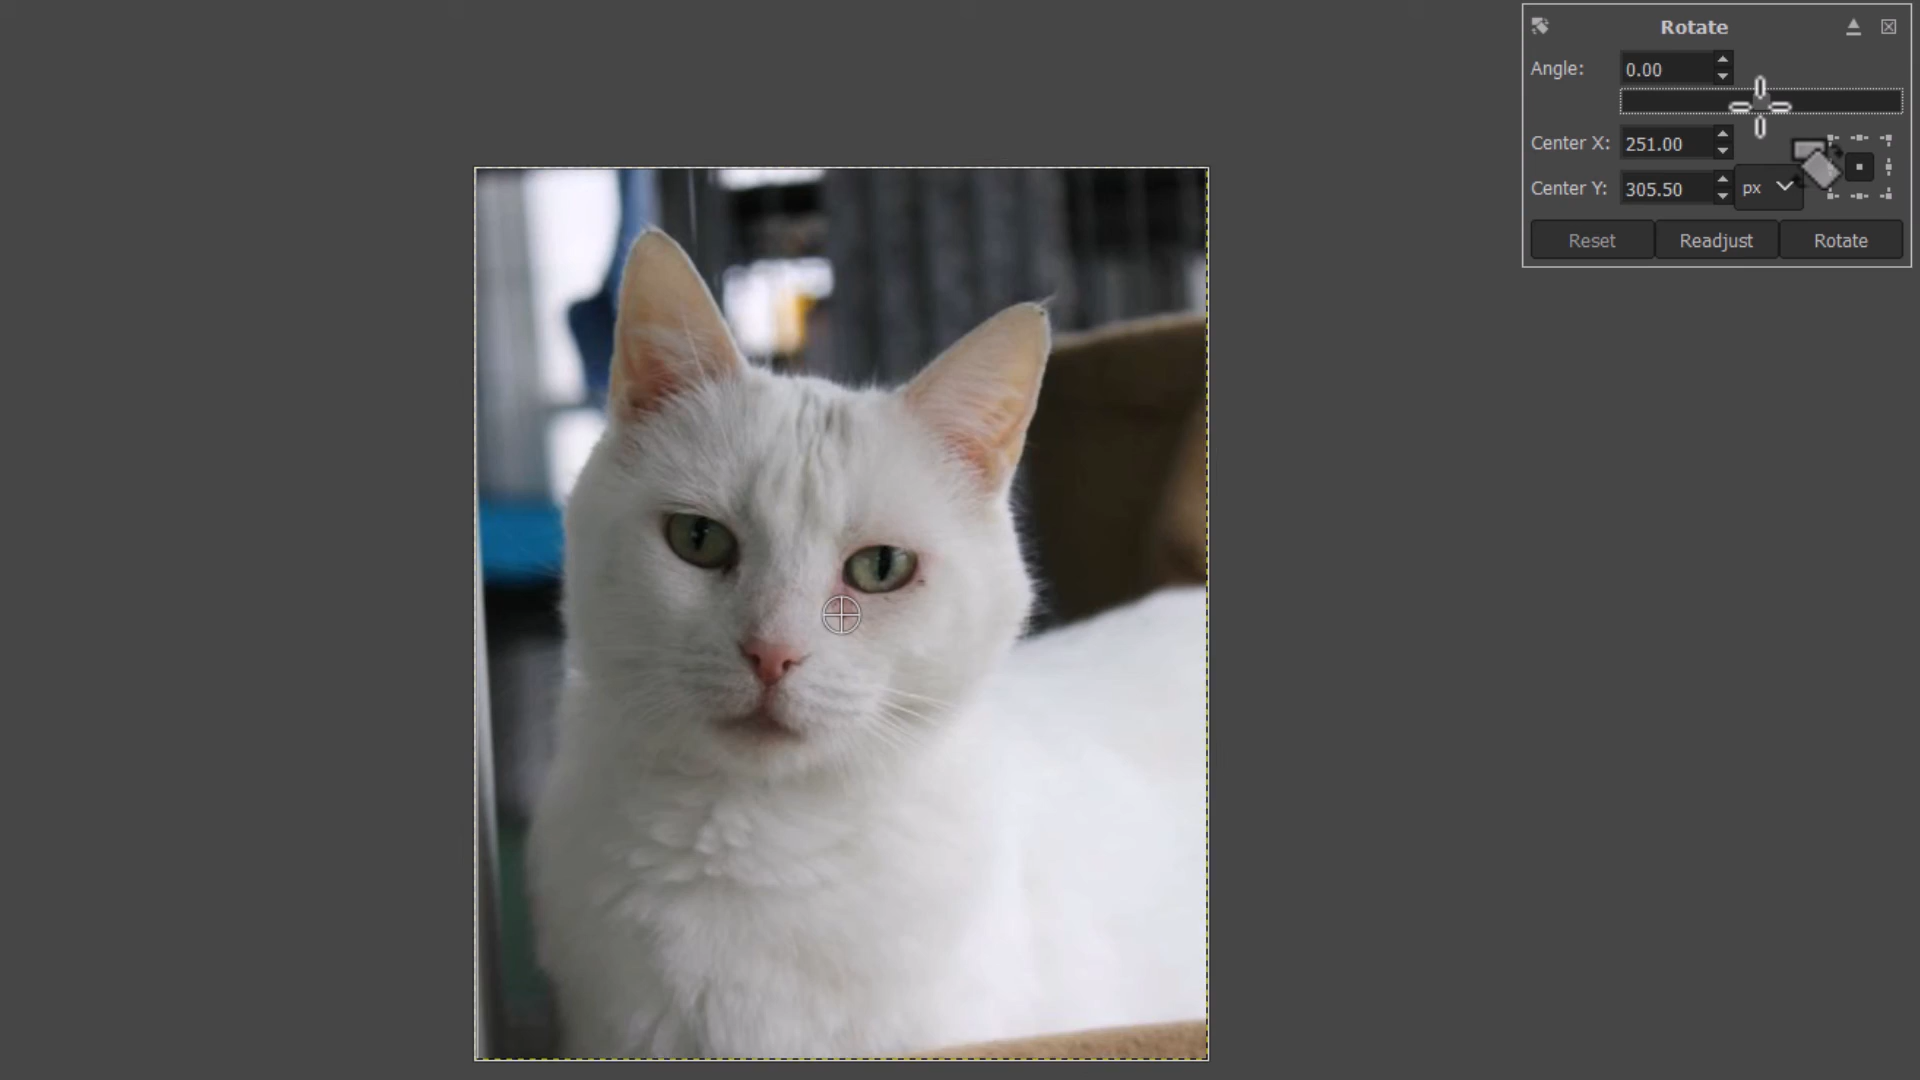 Rotate
Angle: 0.00
Center X: 251.00
Center Y: 305.50 px
Reset Readjust Rotate